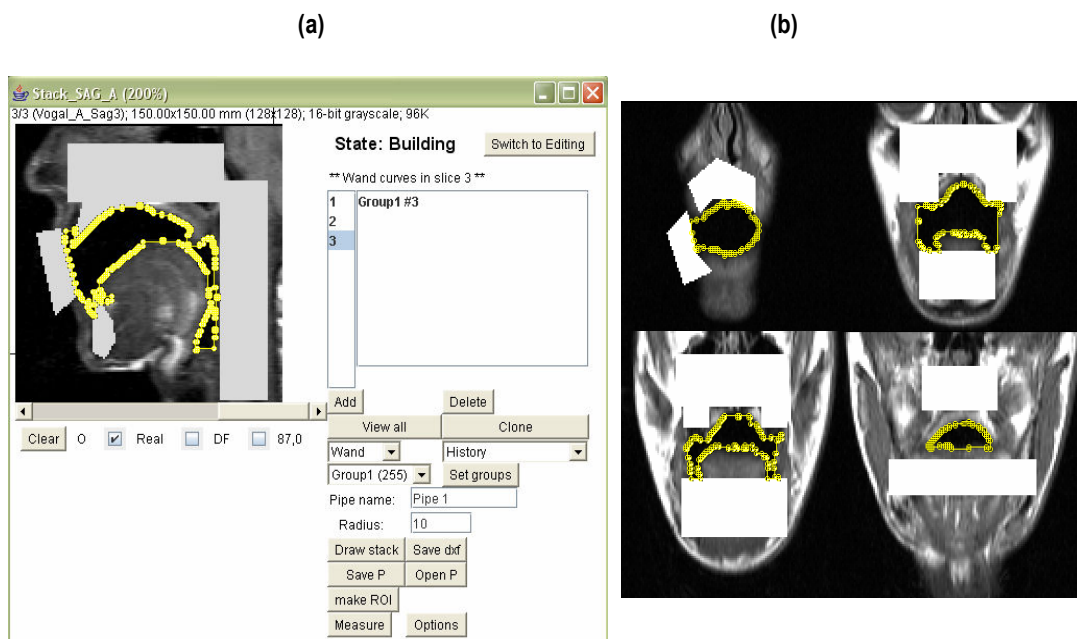 (a)
(b)
Stack_SAG_A (200%)
3/3 (Vogal_A_Sag3); 150.00x150.00 mm (128x128); 16-bit grayscale; 96K
State: Building
Switch to Editing
** Wand curves in slice 3 **
1
2
3
Group1 #3
Add
Delete
View all
Clone
Clear O Real DF 87,0
Wand
History
Group1 (255)
Set groups
Pipe name: Pipe 1
Radius: 10
Draw stack
Save dxf
Save P
Open P
make ROI
Measure
Options